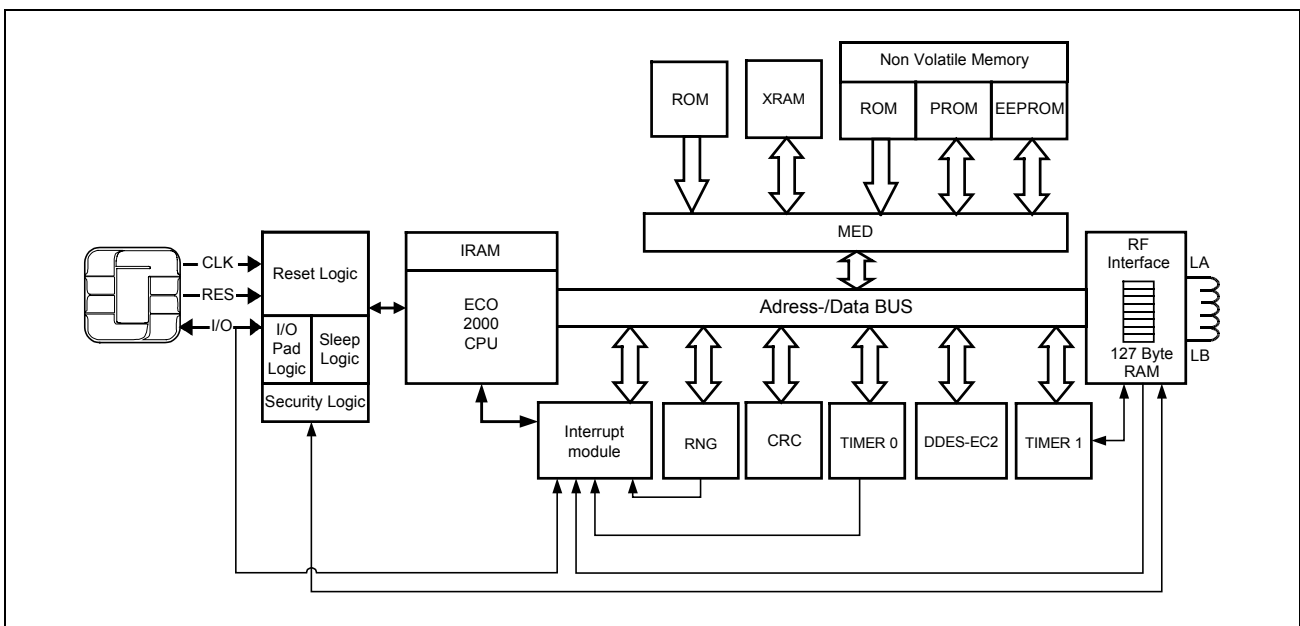 Non Volatile Memory
ROM
XRAM
ROM
PROM
EEPROM
MED
CLK
RES
I/O
Reset Logic
I/O
Pad
Logic
Sleep
Logic
Security Logic
IRAM
ECO
2000
CPU
Adress-/Data BUS
RF
Interface
127 Byte
RAM
LA
LB
Interrupt
module
RNG
CRC
TIMER 0
DDES-EC2
TIMER 1